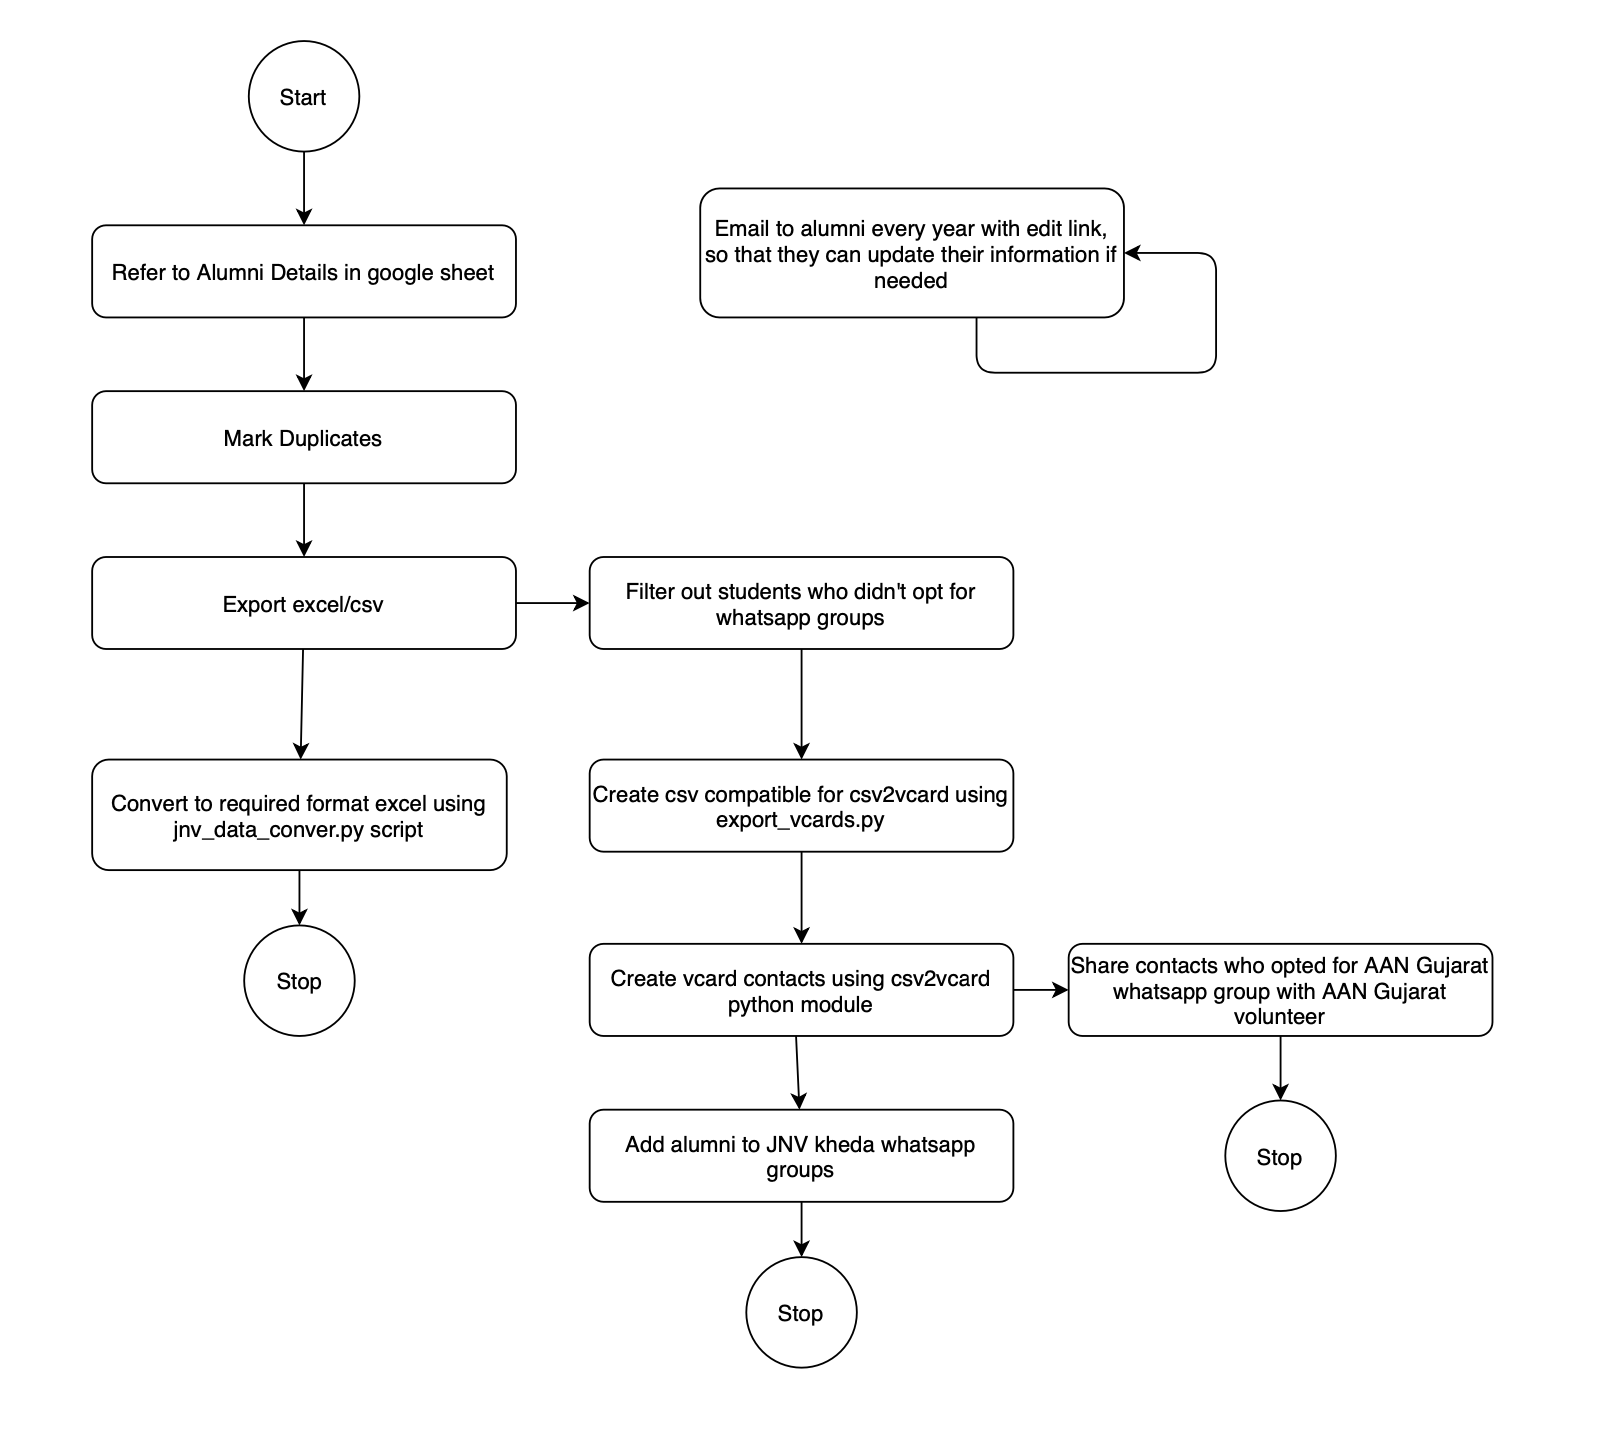 Start
Refer to Alumni Details in google sheet
Email to alumni every year with edit link,
so that they can update their information if
needed
Mark Duplicates
Export excel/csv
Filter out students who didn't opt for
whatsapp groups
Convert to required format excel using
jnv_data_conver.py script
Create csv compatible for csv2vcard using
export_vcards.py
Stop
Create vcard contacts using csv2vcard
python module
Share contacts who opted for AAN Gujarat
whatsapp group with AAN Gujarat
volunteer
Add alumni to JNV kheda whatsapp
groups
Stop
Stop